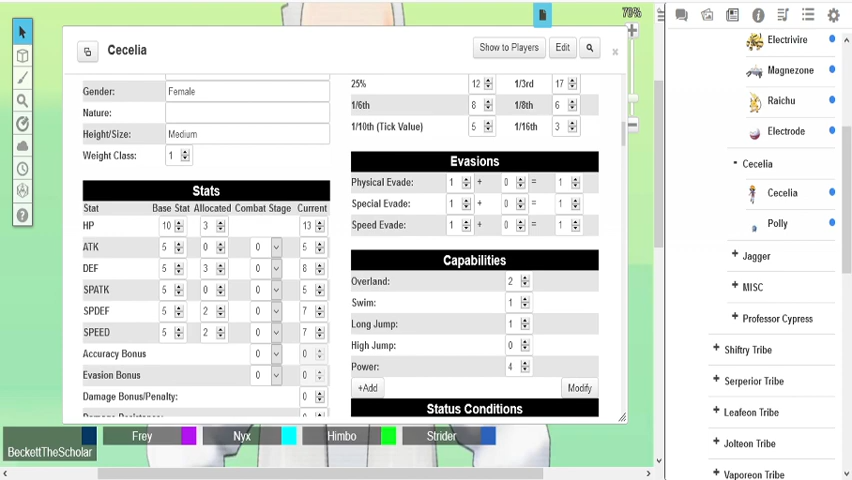 70%
Cecelia
Show to Players
Edit
Gender:
Female
Nature:
Height/Size:
Medium
Weight Class:
1
Stats
Stat Base Stat Allocated Combat Stage Current
HP 10 3 13
ATK 5 0 0 5
DEF 5 3 0 8
SPATK 5 0 0 5
SPDEF 5 2 0 7
SPEED 5 2 0 7
Accuracy Bonus 0 0
Evasion Bonus 0 0
Damage Bonus/Penalty: 0
25% 12 1/3rd 17
1/6th 8 1/8th 6
1/10th (Tick Value) 5 1/16th 3
Evasions
Physical Evade: 1 + 0 = 1
Special Evade: 1 + 0 = 1
Speed Evade: 1 + 0 = 1
Capabilities
Overland: 2
Swim: 1
Long Jump: 1
High Jump: 0
Power: 4
+Add Modify
Status Conditions
BeckettTheScholar
Frey
Nyx
Himbo
Strider
Electrivire
Magnezone
Raichu
Electrode
- Cecelia
Cecelia
Polly
+ Jagger
+ MISC
+ Professor Cypress
+ Shiftry Tribe
+ Serperior Tribe
+ Leafeon Tribe
+ Jolteon Tribe
+ Vaporeon Tribe